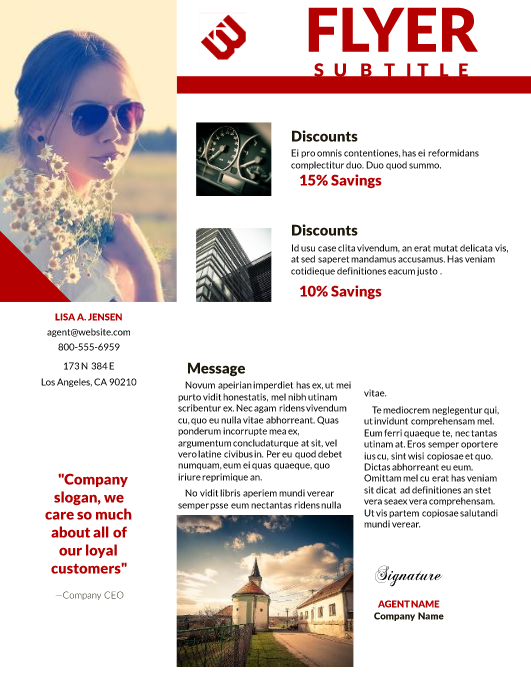 FLYER
SUBTITLE
Discounts
Ei pro omnis contentiones, has ei reformidans
complectitur duo. Duo quod summo.
15% Savings
Discounts
Id usu case clita vivendum, an erat mutat delicata vis,
at sed saperet mandamus accusamus. Has veniam
cotidieque definitiones eacum justo .
10% Savings
LISA A. JENSEN
agent@website.com
800-555-6959
173 N 384 E
Los Angeles, CA 90210
"Company
slogan, we
care so much
about all of
our loyal
customers"
—Company CEO
Message
Novum apeirian imperdiet has ex, ut mei
purto vidit honestatis, mel nibh utinam
scribentur ex. Nec agam ridens vivendum
cu, quo eu nulla vitae abhorreant. Quas
ponderum incorrupte mea ex,
argumentum concludaturque at sit, vel
vero latine civibus in. Per eu quod debet
numquam, eum ei quas quaeque, quo
iriure reprimique an.
No vidit libris aperiem mundi verear
semper psse eum nectantas ridens nulla
vitae.
Te mediocrem neglegentur qui,
ut invidunt comprehensam mel.
Eum ferri quaeque te, nec tantas
utinam at. Eros semper oportere
ius cu, sint wisi copiosae et quo.
Dictas abhorreant eu eum.
Omittam mel cu erat has veniam
sit dicat ad definitiones an stet
vera seaex vera comprehensam.
Ut vis partem copiosae salutandi
mundi verear.
Signature
AGENT NAME
Company Name